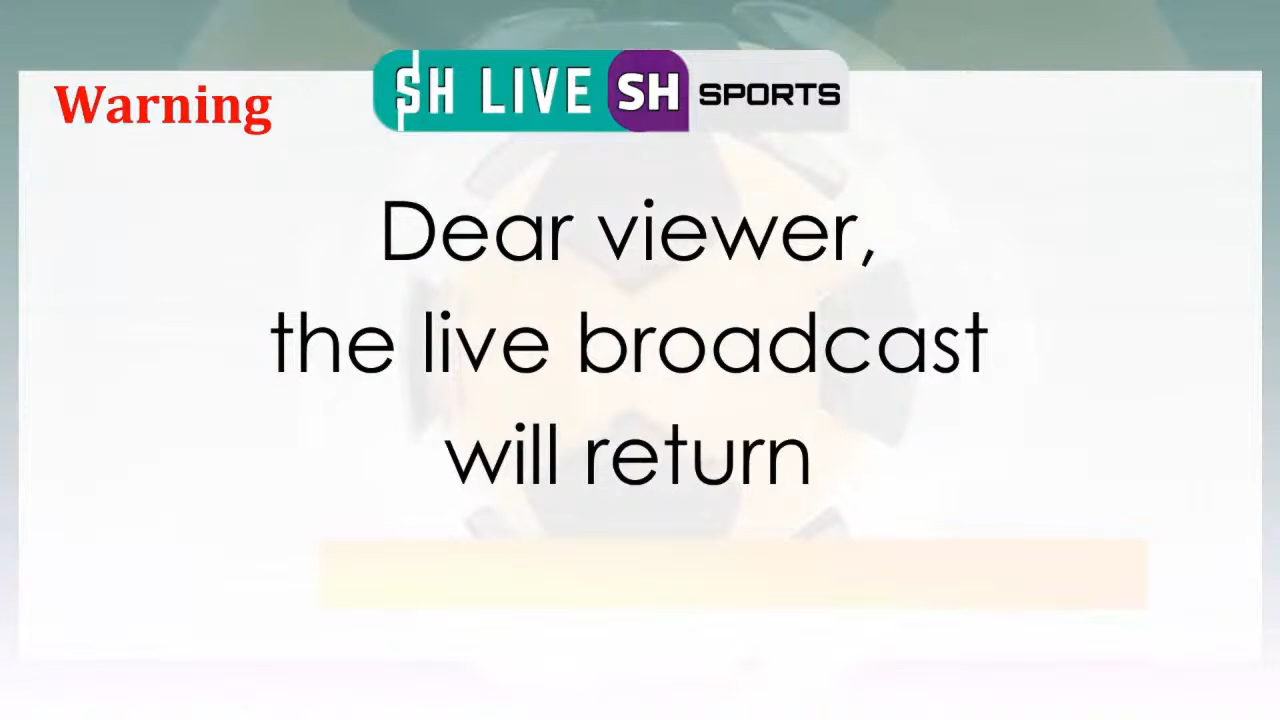 SH LIVE SH SPORTS
Warning
Dear viewer,
the live broadcast
will return